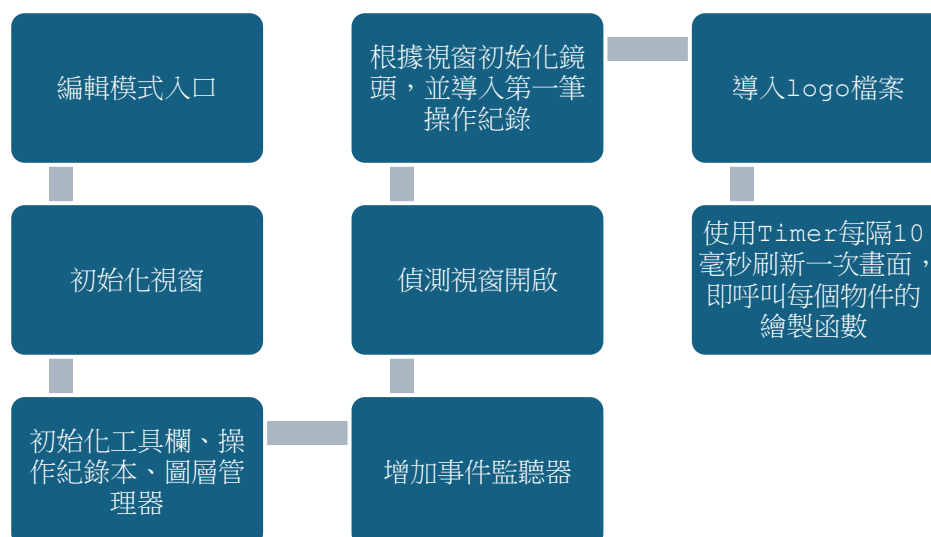 編輯模式入口
初始化視窗
初始化工具欄、操
作紀錄本、圖層管
理器
增加事件監聽器
偵測視窗開啟
根據視窗初始化鏡
頭，並導入第一筆
操作紀錄
導入logo檔案
使用Timer每隔10
毫秒刷新一次畫面，
即呼叫每個物件的
繪製函數